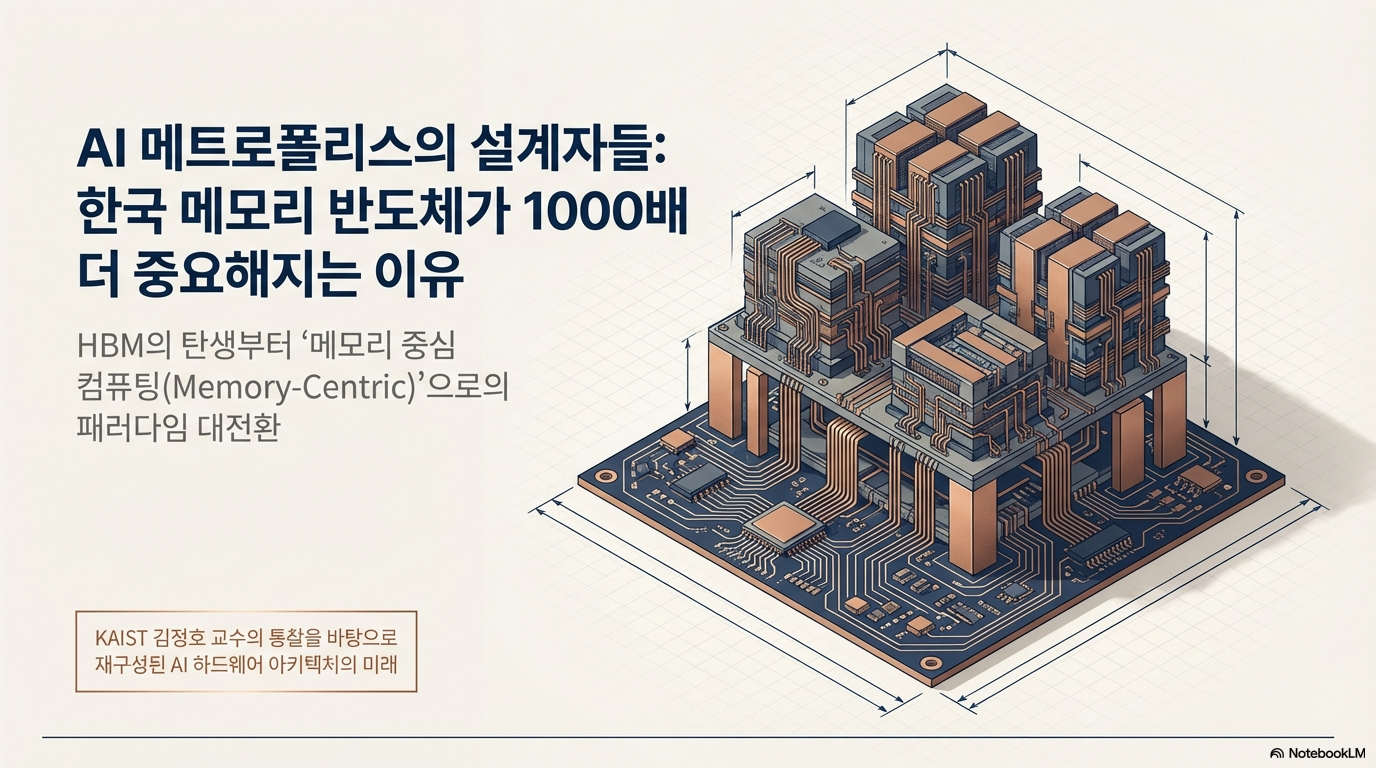 AI 메트로폴리스의 설계자들:
한국 메모리 반도체가 1000배
더 중요해지는 이유
HBM의 탄생부터 ‘메모리 중심
컴퓨팅(Memory-Centric)’으로의
패러다임 대전환
KAIST 김정호 교수의 통찰을 바탕으로
재구성된 AI 하드웨어 아키텍처의 미래
NotebookLM